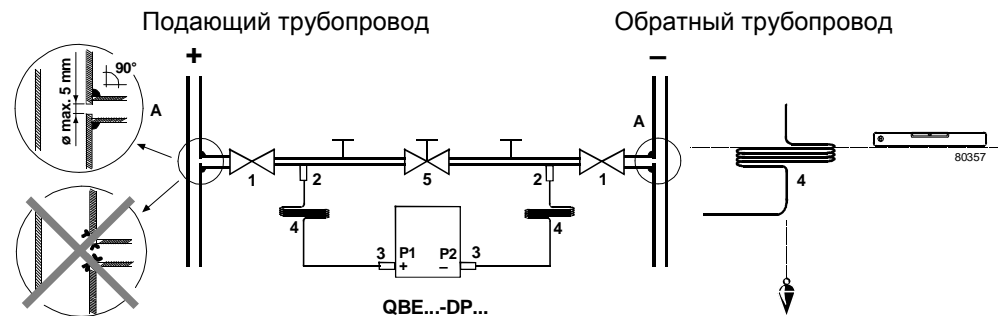 Подающий трубопровод Обратный трубопровод
+ –
90°
ø max. 5 mm
A A
80357
1 2 5 2 1
4 4 4
3 P1 P2 3
+ –
QBE...-DP...